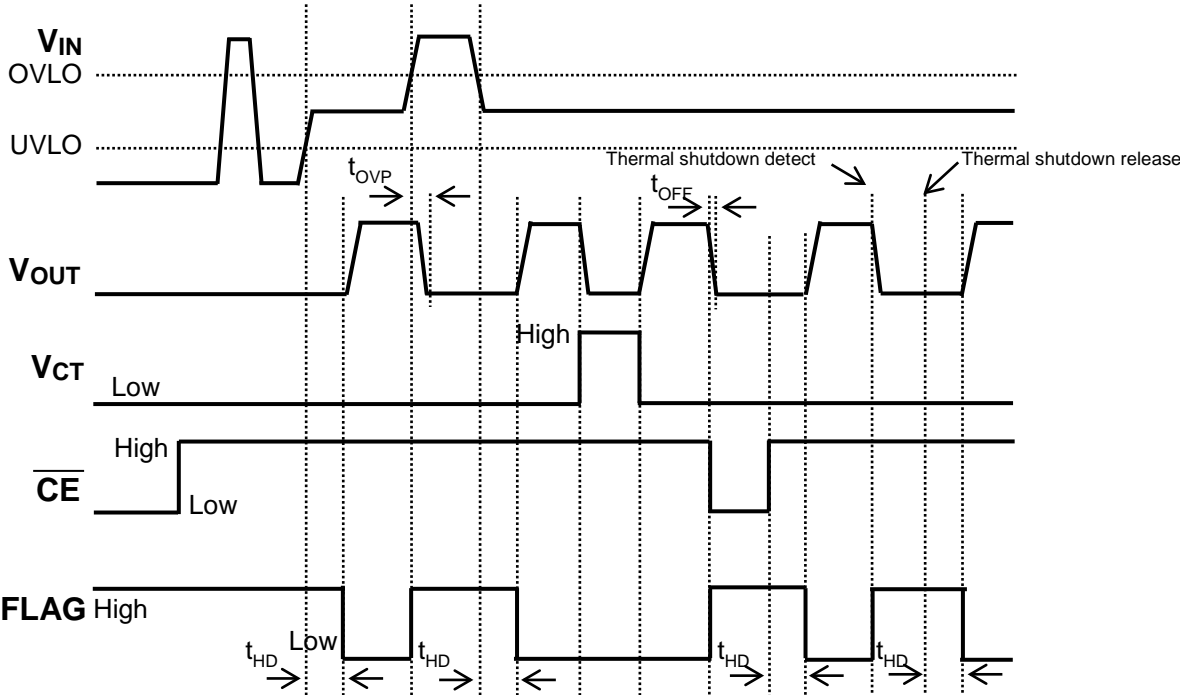 VIN
OVLO
UVLO
Thermal shutdown detect
Thermal shutdown release
tOVP
tOFF
VOUT
High
VCT
Low
High
CE
Low
FLAG
High
Low
tHD
tHD
tHD
tHD